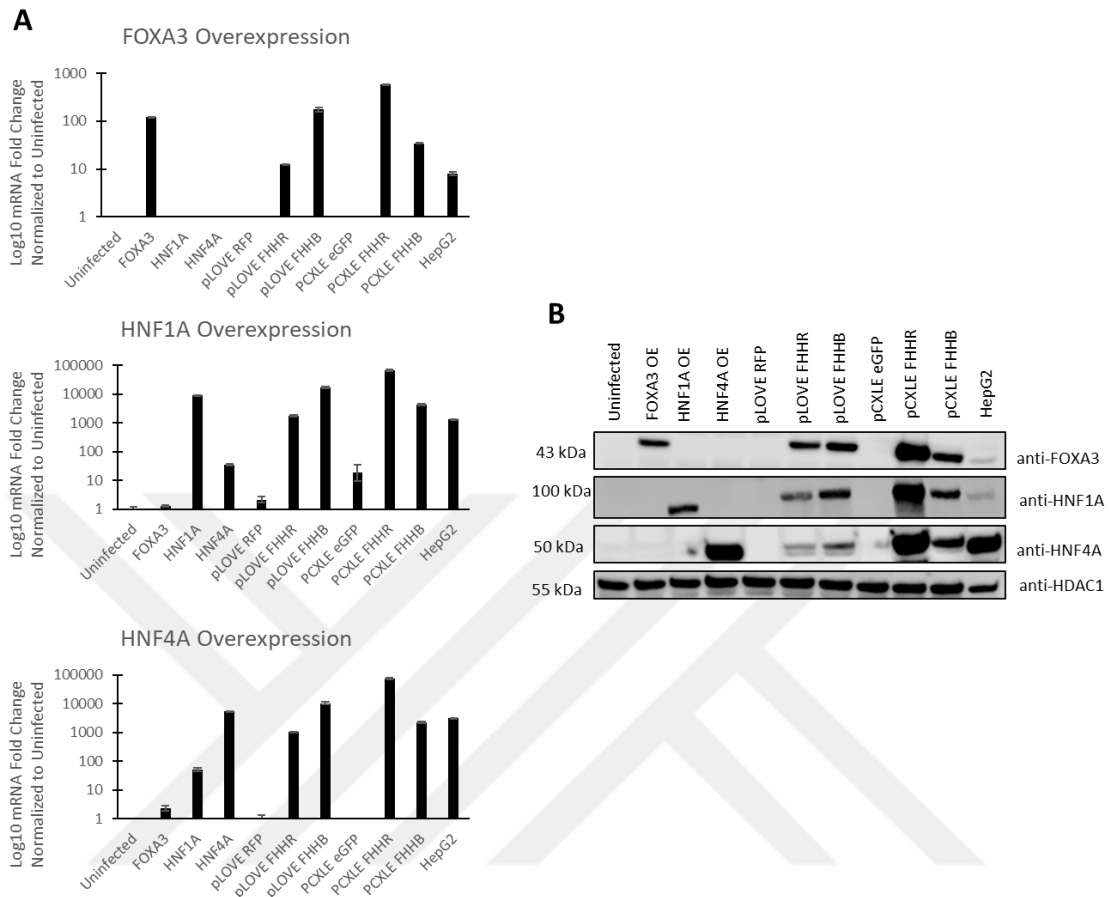 A
FOXA3 Overexpression
Log10 mRNA Fold Change
Normalized to Uninfected
1000
100
10
1
Uninfected
FOXA3
HNF1A
HNF4A
pLOVE RFP
pLOVE FHHR
pLOVE FHHB
PCXLE eGFP
PCXLE FHHR
PCXLE FHHB
HepG2
HNF1A Overexpression
Log10 mRNA Fold Change
Normalized to Uninfected
100000
10000
1000
100
10
1
Uninfected
FOXA3
HNF1A
HNF4A
pLOVE RFP
pLOVE FHHR
pLOVE FHHB
PCXLE eGFP
PCXLE FHHR
PCXLE FHHB
HepG2
HNF4A Overexpression
Log10 mRNA Fold Change
Normalized to Uninfected
100000
10000
1000
100
10
1
Uninfected
FOXA3
HNF1A
HNF4A
pLOVE RFP
pLOVE FHHR
pLOVE FHHB
PCXLE eGFP
PCXLE FHHR
PCXLE FHHB
HepG2
B
Uninfected
FOXA3 OE
HNF1A OE
HNF4A OE
pLOVE RFP
pLOVE FHHR
pLOVE FHHB
pCXLE eGFP
pCXLE FHHR
pCXLE FHHB
HepG2
43 kDa
anti-FOXA3
100 kDa
anti-HNF1A
50 kDa
anti-HNF4A
55 kDa
anti-HDAC1